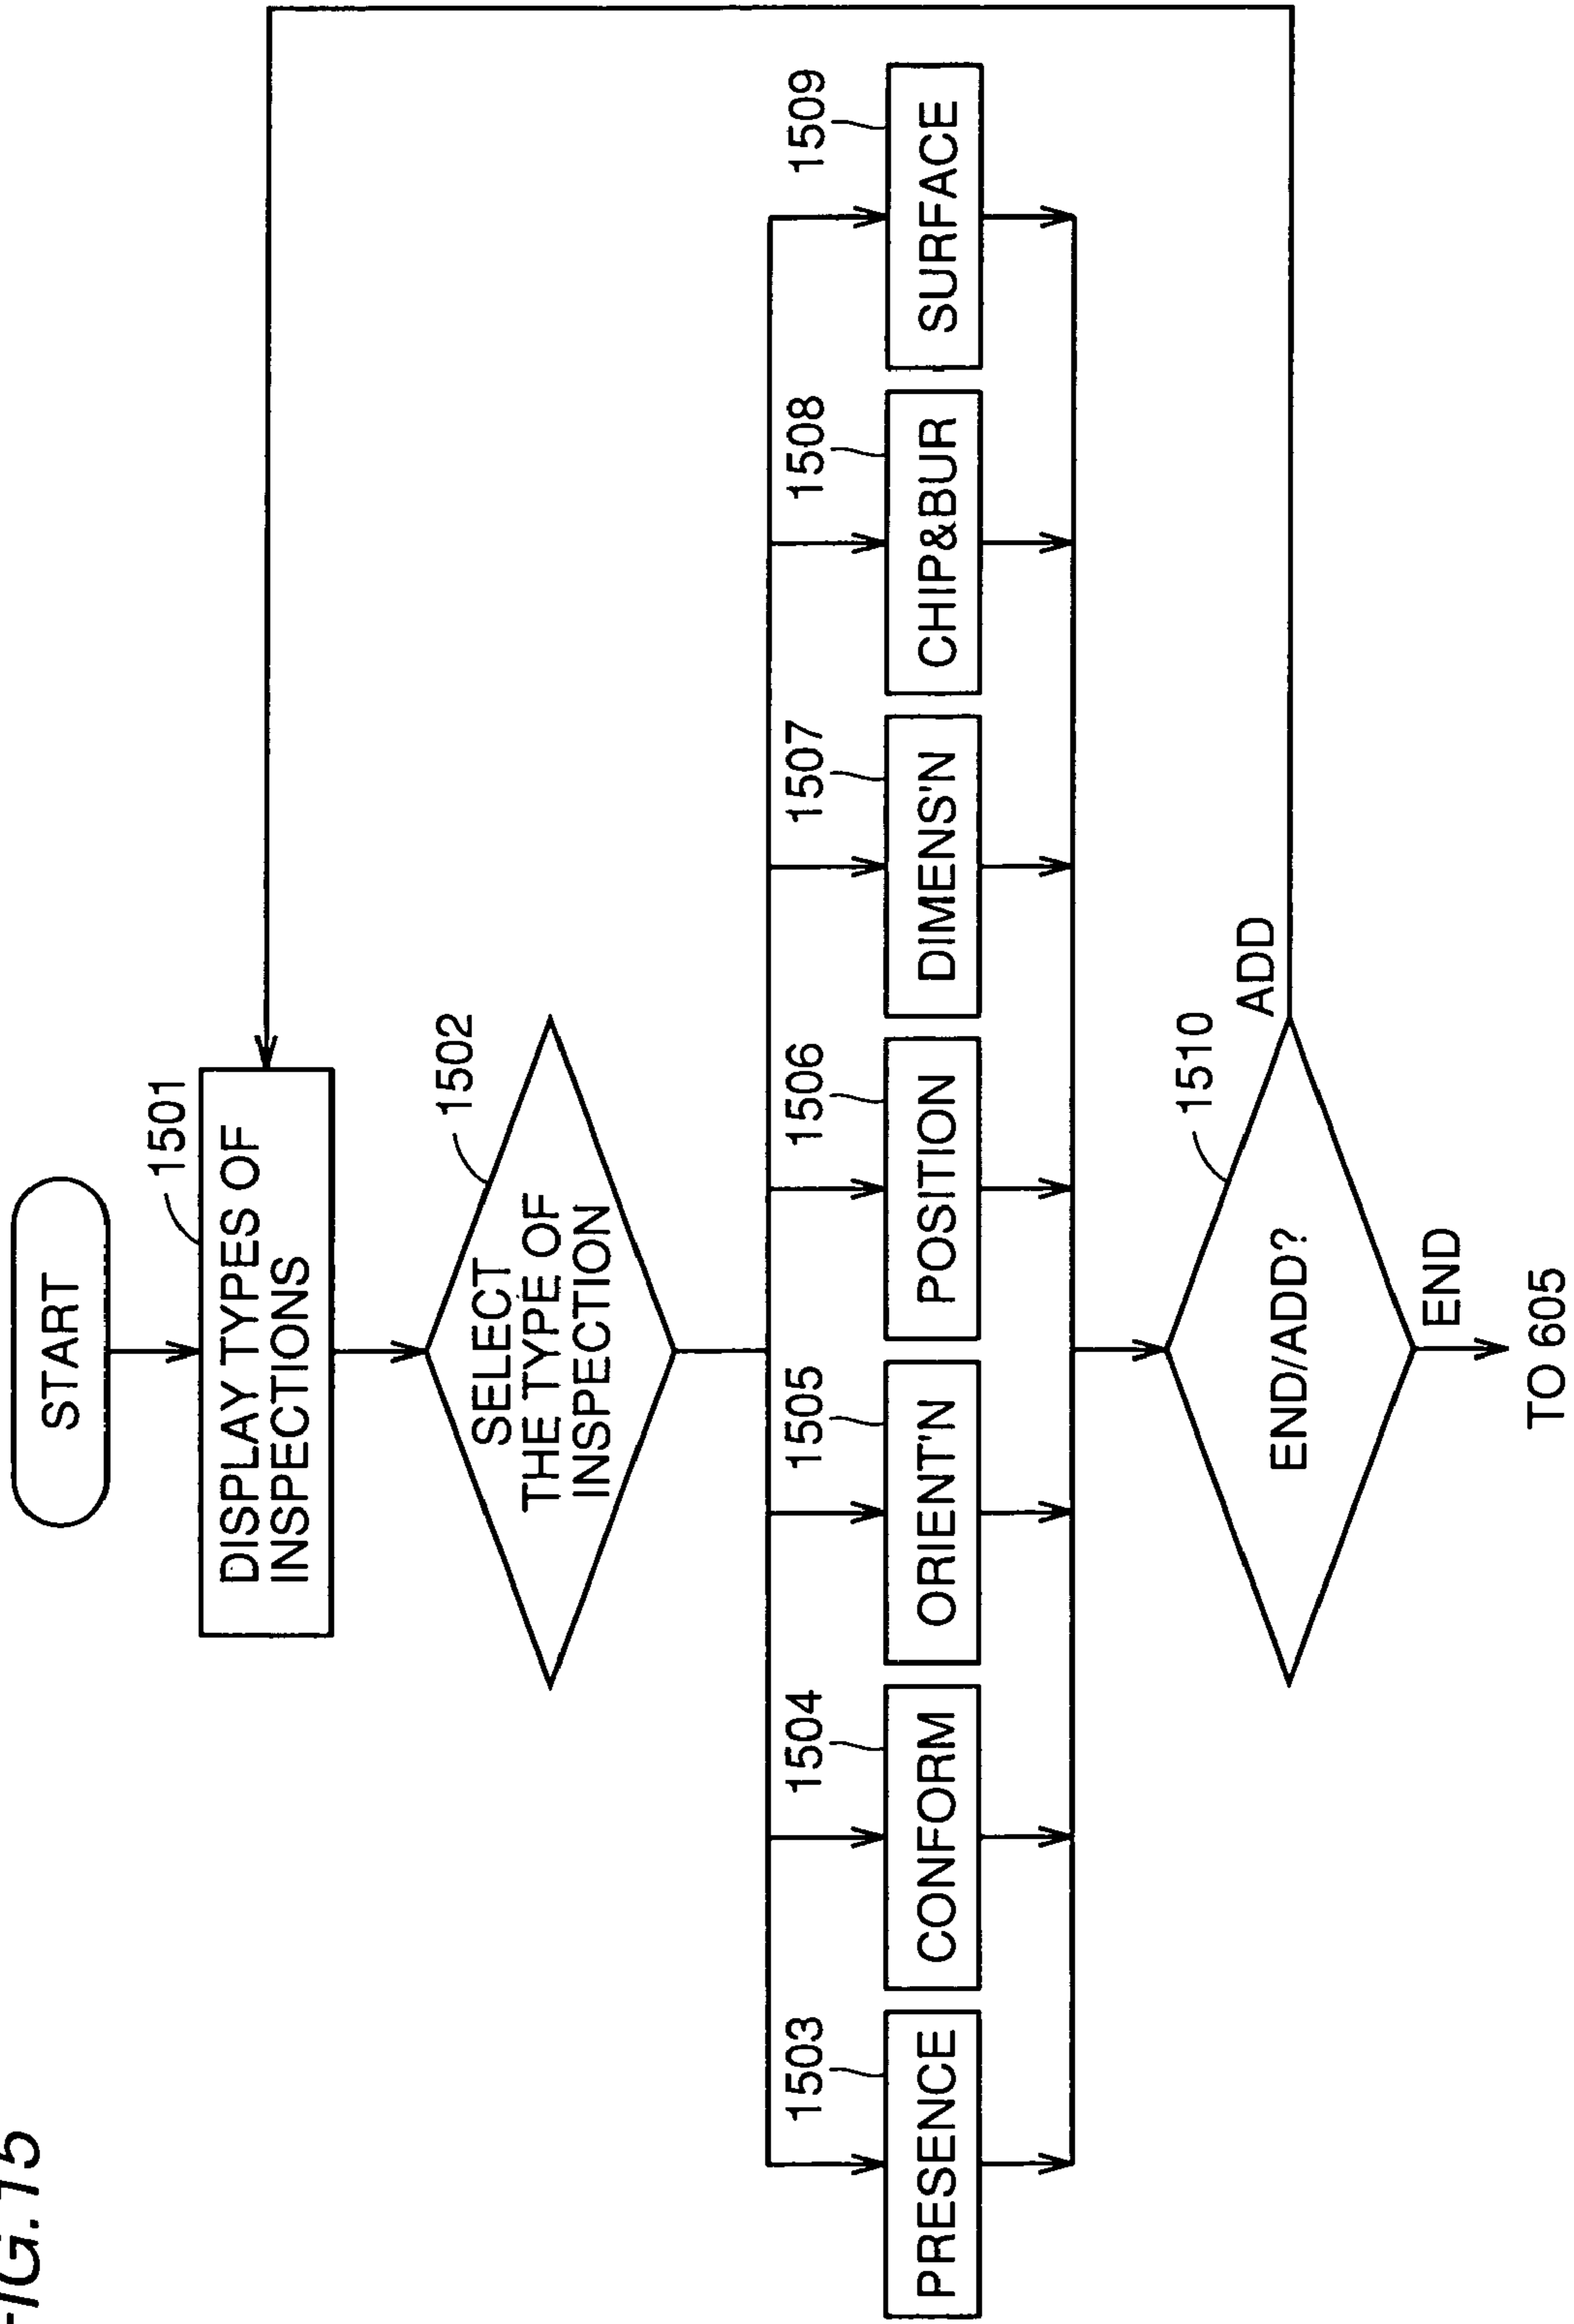 FIG.15
START
1501
DISPLAY TYPES OF
INSPECTIONS
1502
SELECT
THE TYPE OF
INSPECTION
1503
1504
1505
1506
1507
1508
1509
PRESENCE
CONFORM
ORIENT'N
POSITION
DIMENS'N
CHIP&BUR
SURFACE
1510
END/ADD?
ADD
END
TO 605